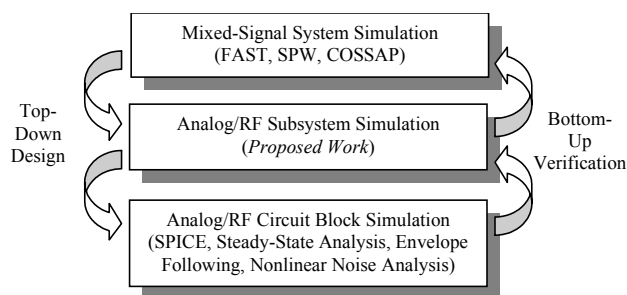 Mixed-Signal System Simulation
(FAST, SPW, COSSAP)
Top-
Down
Design
Analog/RF Subsystem Simulation
(Proposed Work)
Bottom-
Up
Verification
Analog/RF Circuit Block Simulation
(SPICE, Steady-State Analysis, Envelope
Following, Nonlinear Noise Analysis)